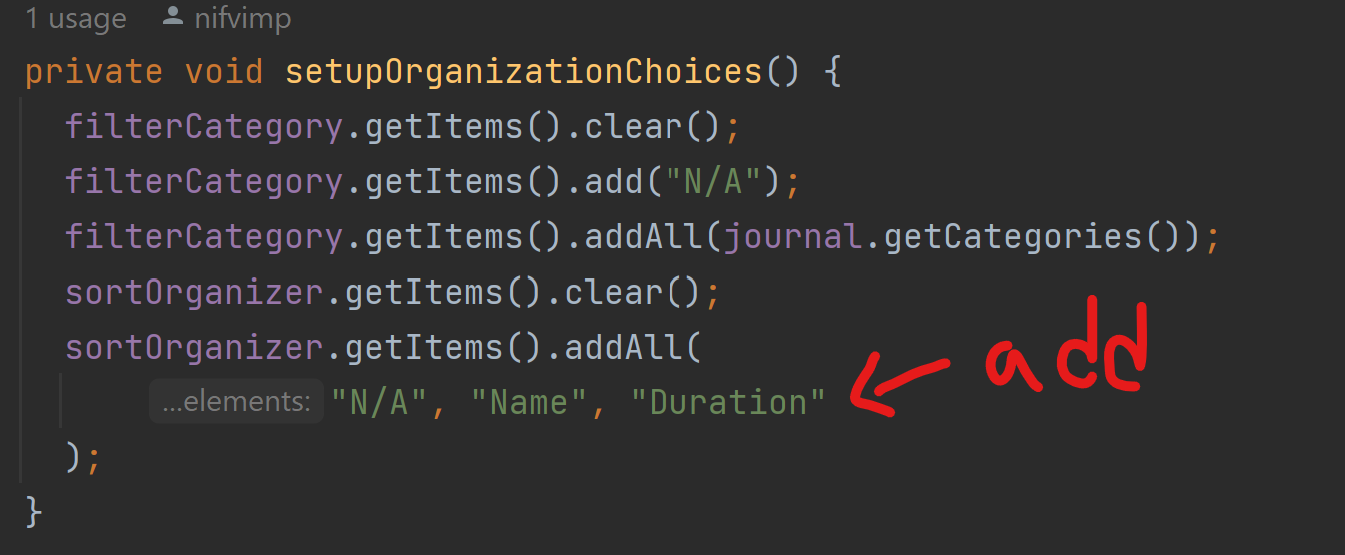 1 usage nifvimp
private void setupOrganizationChoices() {
filterCategory.getItems().clear();
filterCategory.getItems().add("N/A");
filterCategory.getItems().addAll(journal.getCategories());
sortOrganizer.getItems().clear();
sortOrganizer.getItems().addAll(
...elements: "N/A", "Name", "Duration"
add
);
}